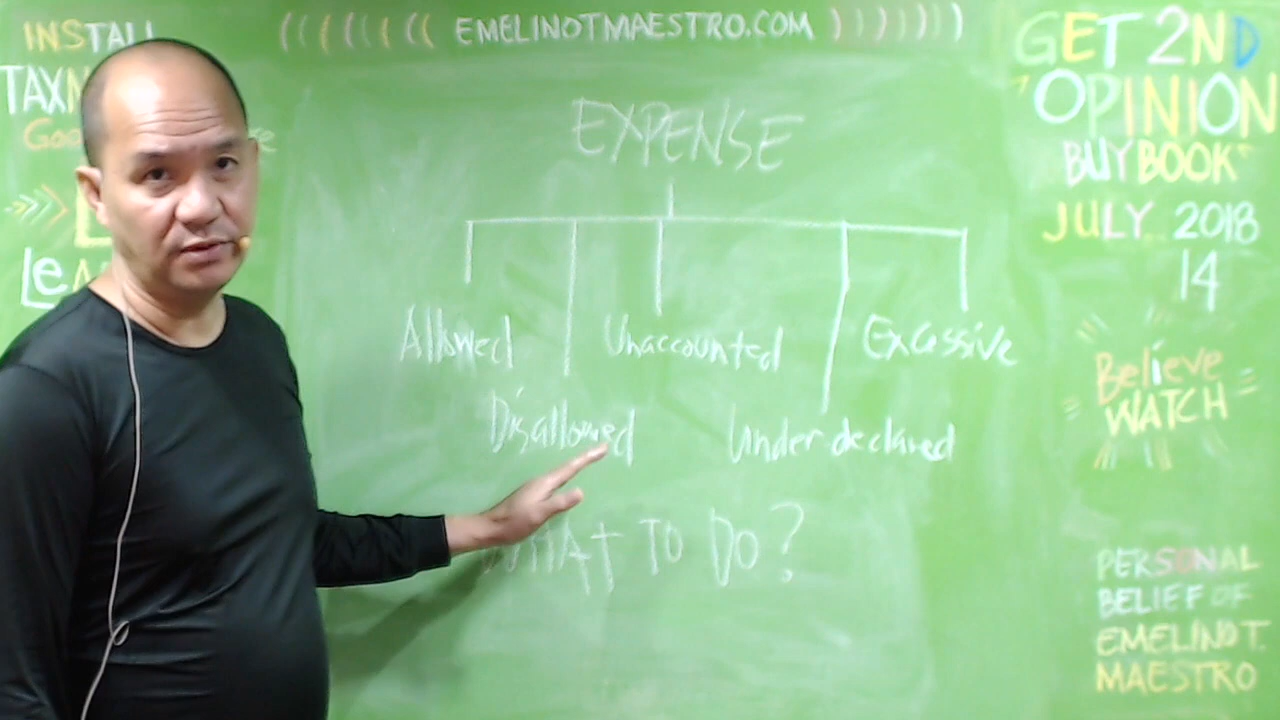 INSTALL
((((((((( EMELINOTMAESTRO.COM ))))))))
GET 2ND
OPINION
BUY BOOK
JULY 2018
14
Believe
WATCH
PERSONAL
BELIEF OF
EMELINO T.
MAESTRO
EXPENSE
Allowed Unaccounted Excessive
Disallowed Underdeclared
WHAT TO DO?